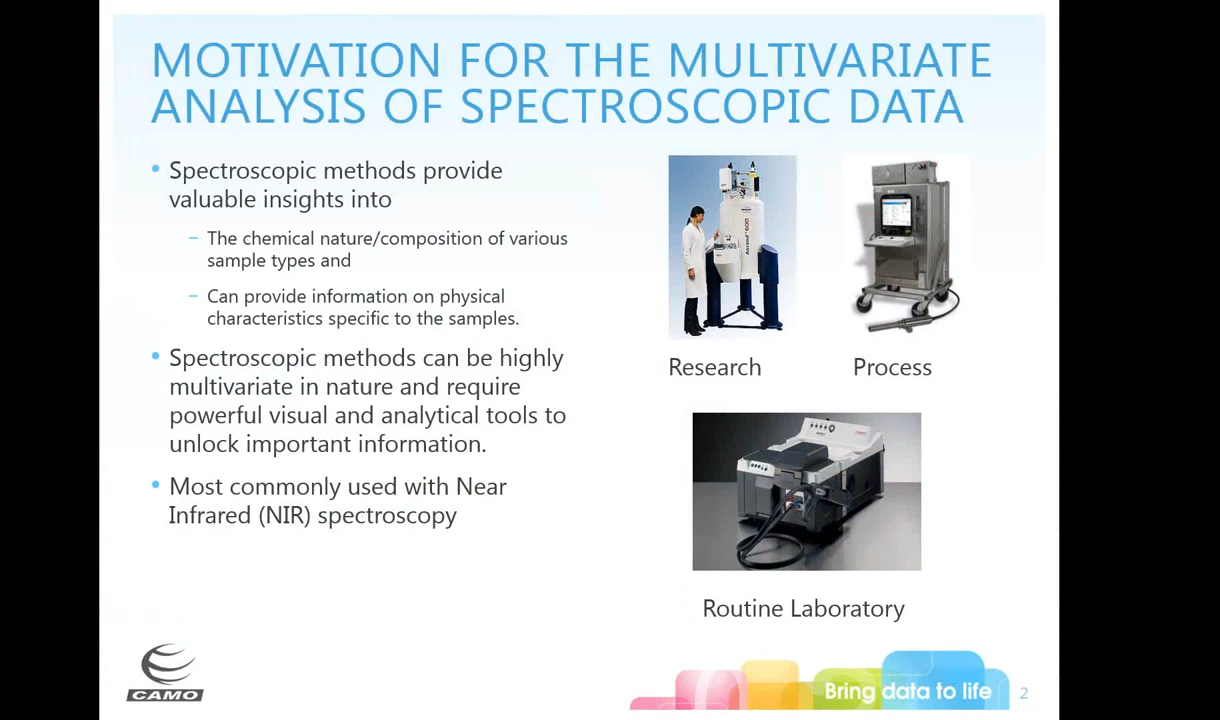 MOTIVATION FOR THE MULTIVARIATE
ANALYSIS OF SPECTROSCOPIC DATA
• Spectroscopic methods provide
valuable insights into
– The chemical nature/composition of various
sample types and
– Can provide information on physical
characteristics specific to the samples.
• Spectroscopic methods can be highly
multivariate in nature and require
powerful visual and analytical tools to
unlock important information.
• Most commonly used with Near
Infrared (NIR) spectroscopy
Ascend™ 600
Research
Process
Routine Laboratory
CAMO
Bring data to life
2